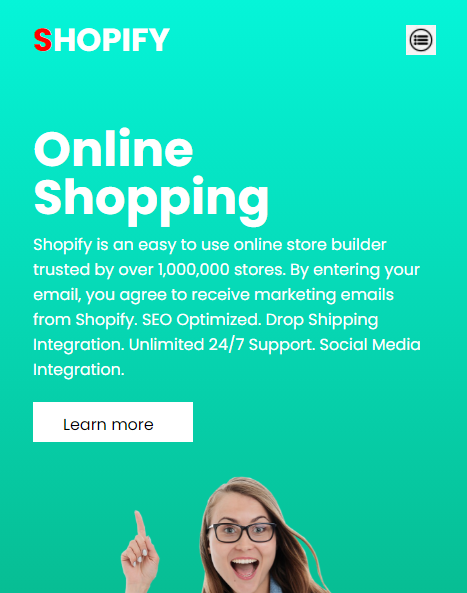 SHOPIFY
Online
Shopping
Shopify is an easy to use online store builder
trusted by over 1,000,000 stores. By entering your
email, you agree to receive marketing emails
from Shopify. SEO Optimized. Drop Shipping
Integration. Unlimited 24/7 Support. Social Media
Integration.
Learn more